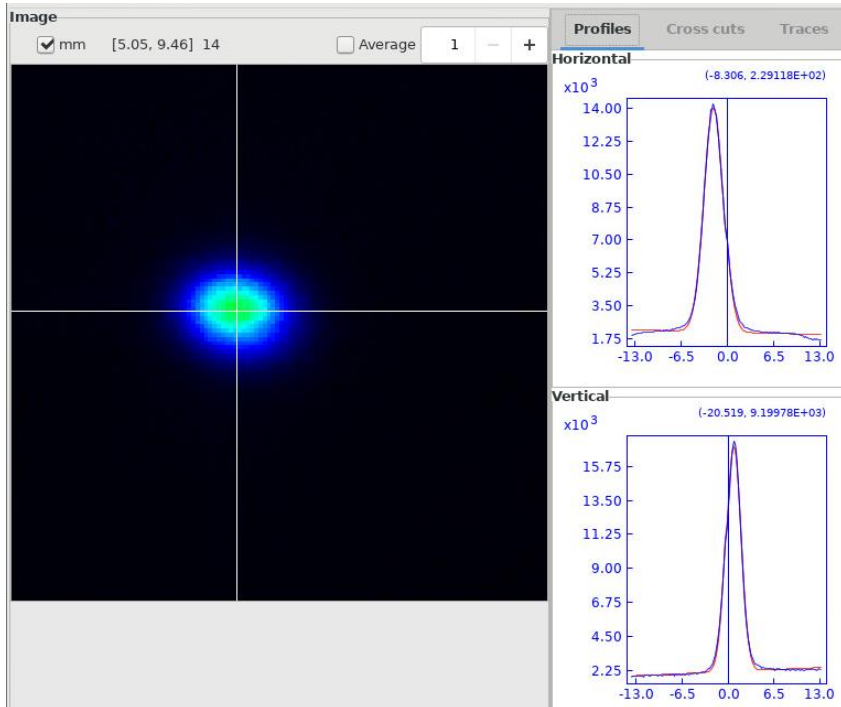 Image
mm [5.05, 9.46] 14 Average 1 − +
Profiles Cross cuts Traces
Horizontal
(-8.306, 2.29118E+02)
x10³
14.00
12.25
10.50
8.75
7.00
5.25
3.50
1.75
-13.0 -6.5 0.0 6.5 13.0
Vertical
(-20.519, 9.19978E+03)
x10³
15.75
13.50
11.25
9.00
6.75
4.50
2.25
-13.0 -6.5 0.0 6.5 13.0